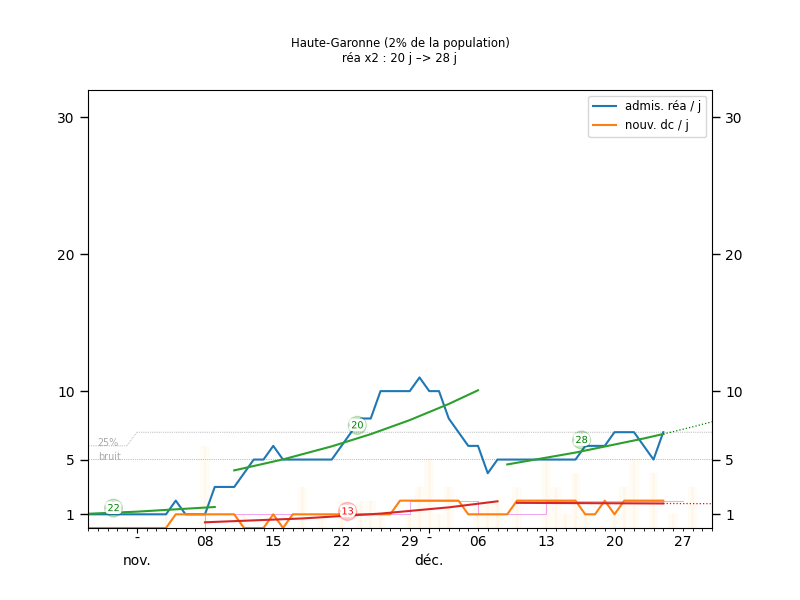 Haute-Garonne (2% de la population)
réa x2 : 20 j –> 28 j
admis. réa / j
nouv. dc / j
30
30
20
20
10
10
5
5
1
1
25%
bruit
22
20
28
13
- 08 15 22 29 - 06 13 20 27
nov. déc.